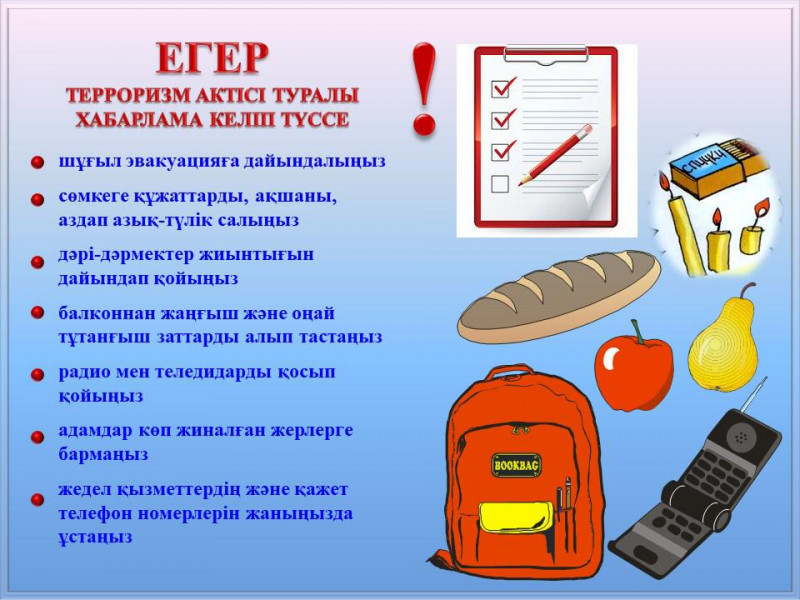 ЕГЕР
ТЕРРОРИЗМ АКТІСІ ТУРАЛЫ
ХАБАРЛАМА КЕЛІП ТҮССЕ
!
шұғыл эвакуацияға дайындалыңыз
сөмкеге құжаттарды, ақшаны,
аздап азық-түлік салыңыз
дәрі-дәрмектер жиынтығын
дайындап қойыңыз
балконнан жаңғыш және оңай
тұтанғыш заттарды алып тастаңыз
радио мен теледидарды қосып
қойыңыз
адамдар көп жиналған жерлерге
бармаңыз
жедел қызметтердің және қажет
телефон номерлерін жаныңызда
ұстаңыз
спички
BOOKBAG